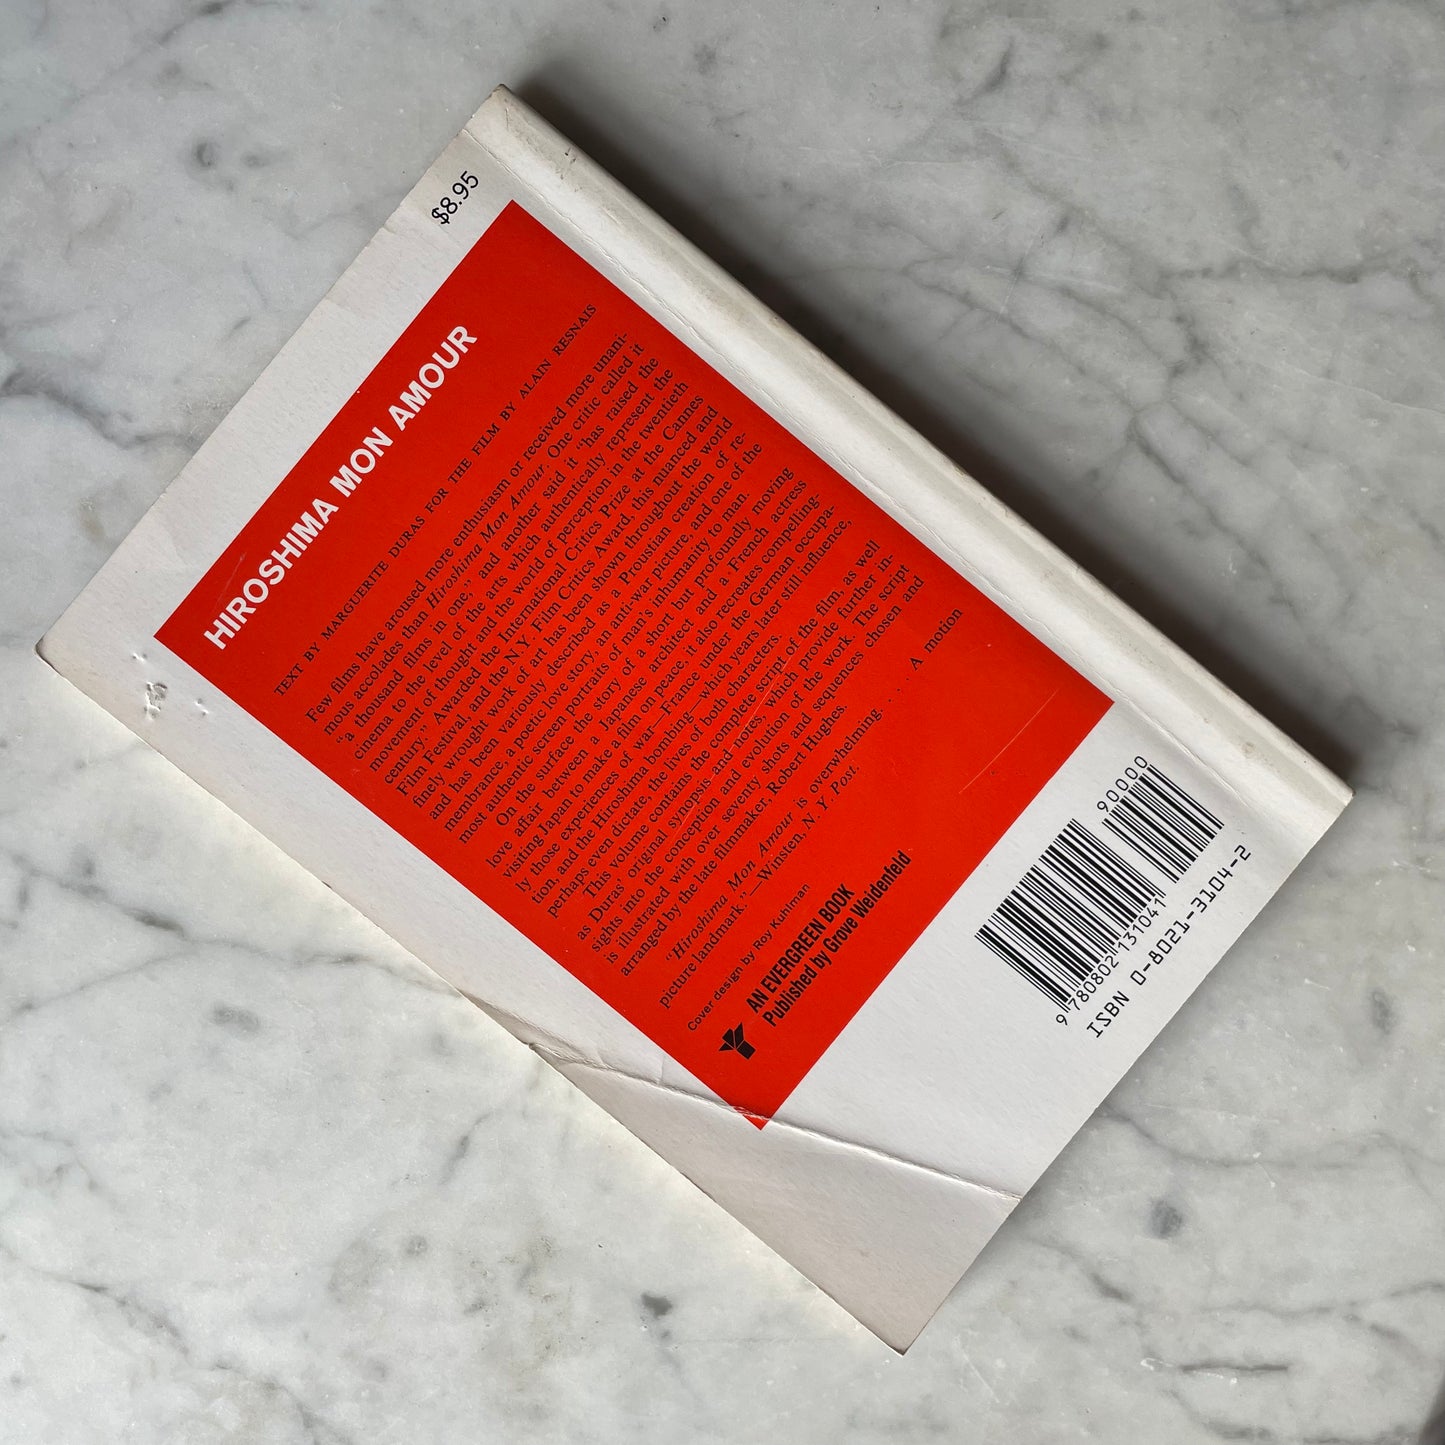 $8.95
HIROSHIMA MON AMOUR
TEXT BY MARGUERITE DURAS FOR THE FILM BY ALAIN RESNAIS
Few films have aroused more enthusiasm or received more unani-
mous accolades than Hiroshima Mon Amour. One critic called it
"a thousand films in one," and another said it "has raised the
cinema to the level of the arts which authentically represent the
movement of thought and the world of perception in the twentieth
century." Awarded the International Critics Prize at the Cannes
Film Festival, and the N.Y. Film Critics Award, this nuanced and
finely wrought work of art has been shown throughout the world
and has been variously described as a Proustian creation of re-
membrance, a poetic love story, an anti-war picture, and one of the
most authentic screen portraits of man's inhumanity to man.
On the surface the story of a short but profoundly moving
love affair between a Japanese architect and a French actress
visiting Japan to make a film on peace, it also recreates compelling-
ly those experiences of war—France under the German occupa-
tion, and the Hiroshima bombing—which years later still influence,
perhaps even dictate, the lives of both characters.
This volume contains the complete script of the film, as well
as Duras' original synopsis and notes, which provide further in-
sights into the conception and evolution of the work. The script
is illustrated with over seventy shots and sequences chosen and
arranged by the late filmmaker, Robert Hughes.
"Hiroshima Mon Amour is overwhelming. . . . A motion
picture landmark."—Winsten, N. Y. Post.
Cover design by Roy Kuhlman
AN EVERGREEN BOOK
Published by Grove Weidenfeld
90000
9 780802 131041
ISBN 0-8021-3104-2